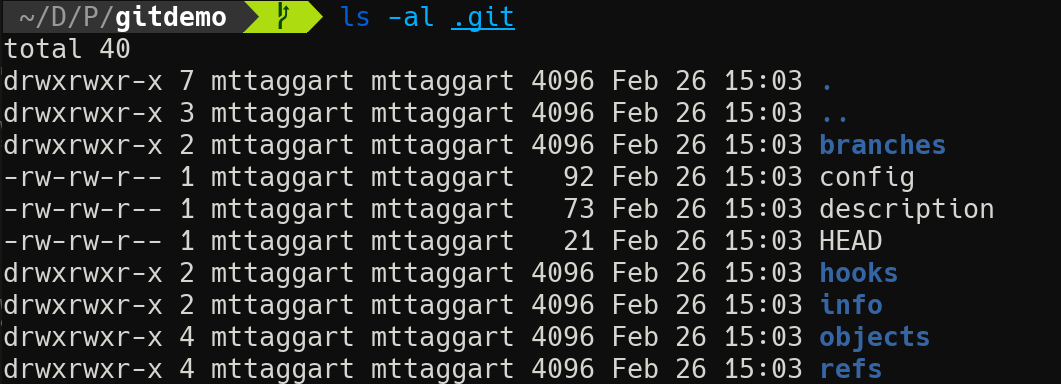 ~/D/P/gitdemo ls -al .git
total 40
drwxrwxr-x 7 mttaggart mttaggart 4096 Feb 26 15:03 .
drwxrwxr-x 3 mttaggart mttaggart 4096 Feb 26 15:03 ..
drwxrwxr-x 2 mttaggart mttaggart 4096 Feb 26 15:03 branches
-rw-rw-r-- 1 mttaggart mttaggart   92 Feb 26 15:03 config
-rw-rw-r-- 1 mttaggart mttaggart   73 Feb 26 15:03 description
-rw-rw-r-- 1 mttaggart mttaggart   21 Feb 26 15:03 HEAD
drwxrwxr-x 2 mttaggart mttaggart 4096 Feb 26 15:03 hooks
drwxrwxr-x 2 mttaggart mttaggart 4096 Feb 26 15:03 info
drwxrwxr-x 4 mttaggart mttaggart 4096 Feb 26 15:03 objects
drwxrwxr-x 4 mttaggart mttaggart 4096 Feb 26 15:03 refs